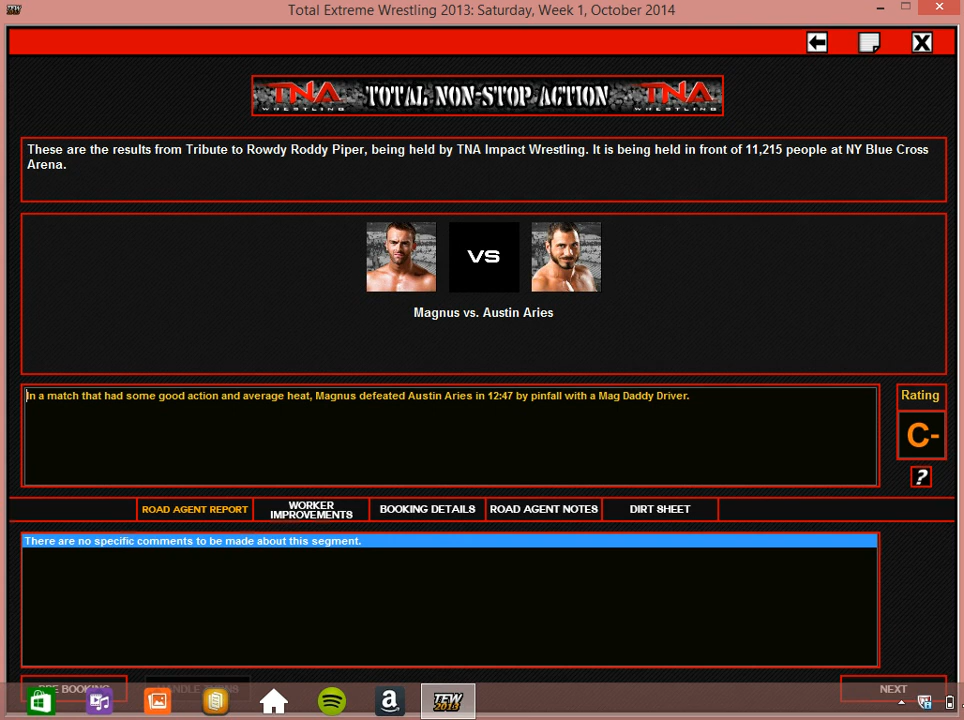 Total Extreme Wrestling 2013: Saturday, Week 1, October 2014
TNA WRESTLING TOTAL NON-STOP ACTION TNA WRESTLING
These are the results from Tribute to Rowdy Roddy Piper, being held by TNA Impact Wrestling. It is being held in front of 11,215 people at NY Blue Cross
Arena.
VS
Magnus vs. Austin Aries
In a match that had some good action and average heat, Magnus defeated Austin Aries in 12:47 by pinfall with a Mag Daddy Driver.
Rating
C-
?
ROAD AGENT REPORT
WORKER
IMPROVEMENTS
BOOKING DETAILS
ROAD AGENT NOTES
DIRT SHEET
There are no specific comments to be made about this segment.
BOOKING
NEXT
a
TEW
2013